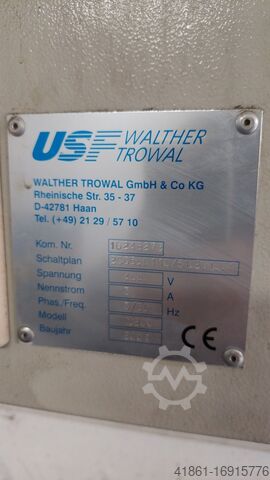 USF WALTHER TROWAL
WALTHER TROWAL GmbH & Co KG
Rheinische Str. 35 - 37
D-42781 Haan
Tel. (++49) 21 29 / 57 10
Kom. Nr.
Schaltplan
Spannung V
Nennstrom A
Phas./Freq. Hz
Modell
Baujahr
CE
41861-16915776